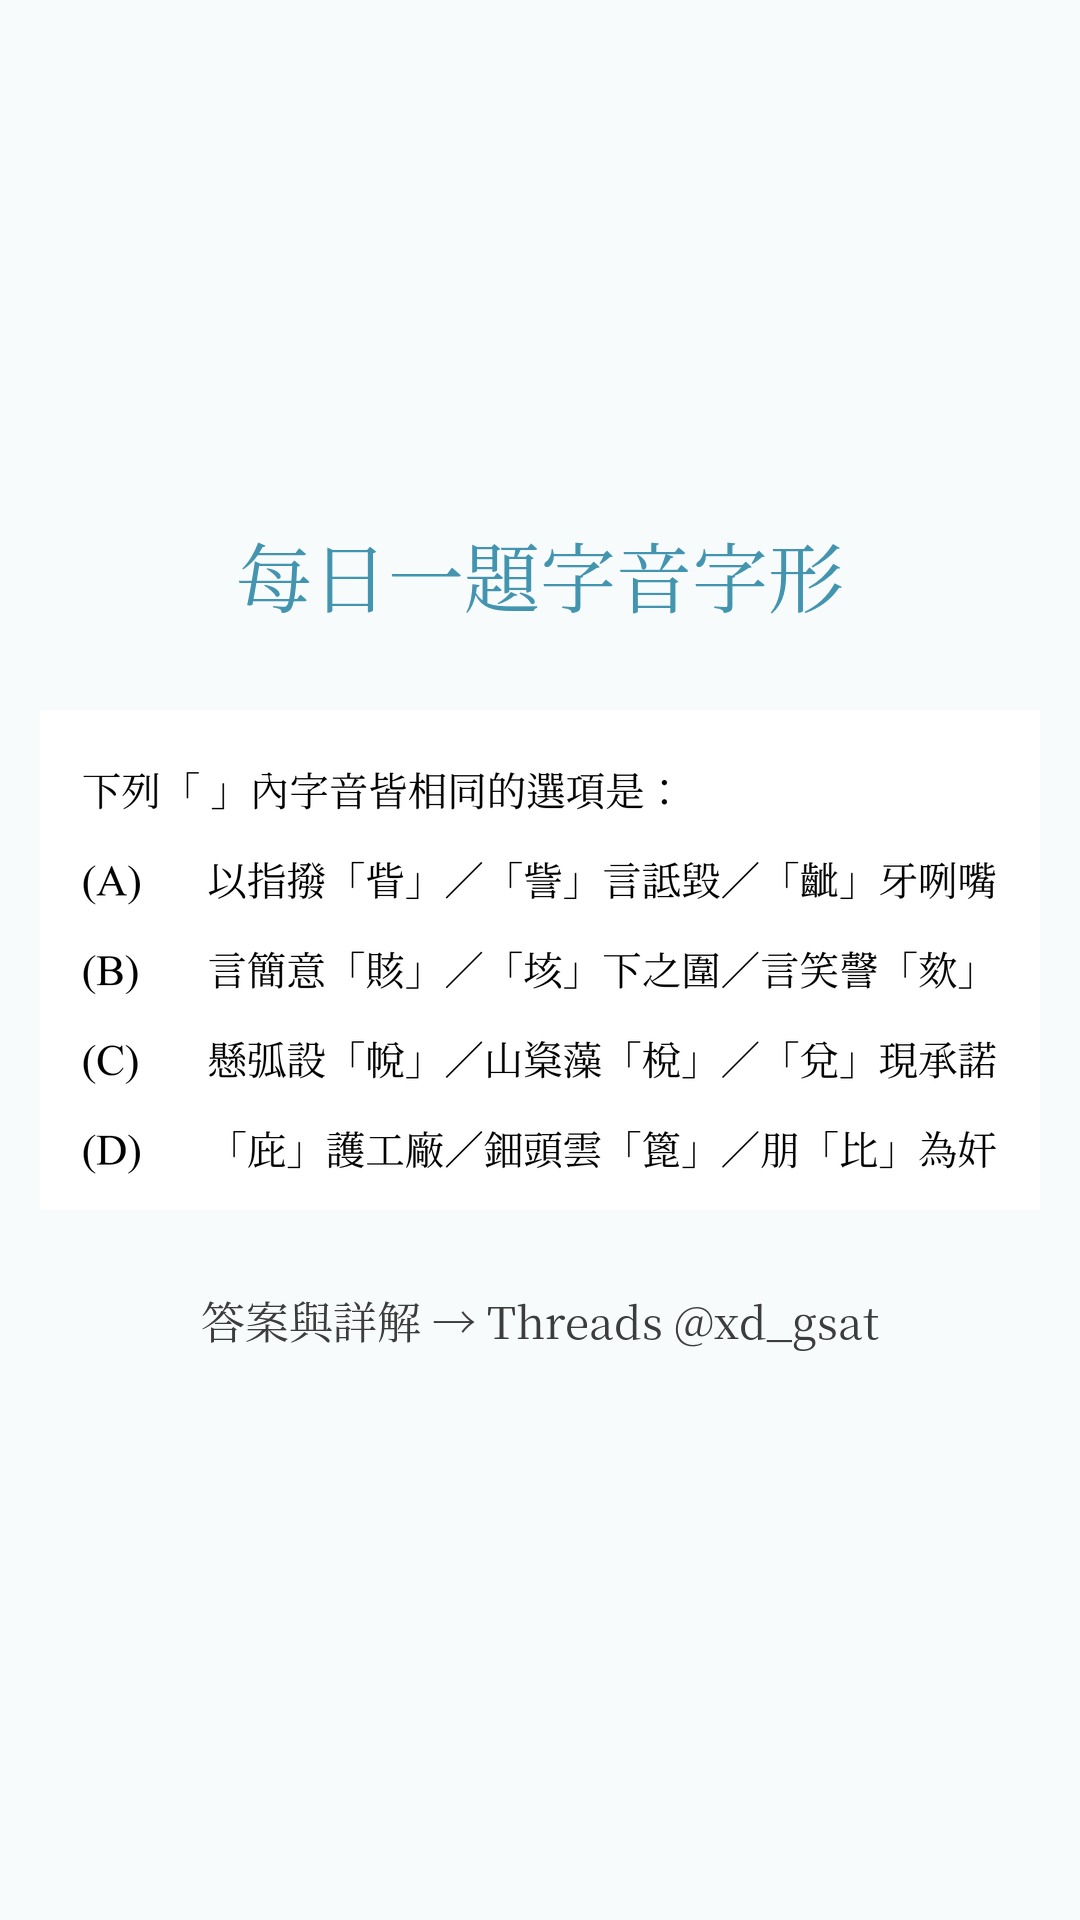 每日一題字音字形
下列「 」內字音皆相同的選項是：
(A) 以指撥「眥」／「訾」言詆毀／「齜」牙咧嘴
(B) 言簡意「賅」／「垓」下之圍／言笑謦「欬」
(C) 懸弧設「帨」／山楶藻「梲」／「兌」現承諾
(D) 「庇」護工廠／鈿頭雲「篦」／朋「比」為奸
答案與詳解 → Threads @xd_gsat